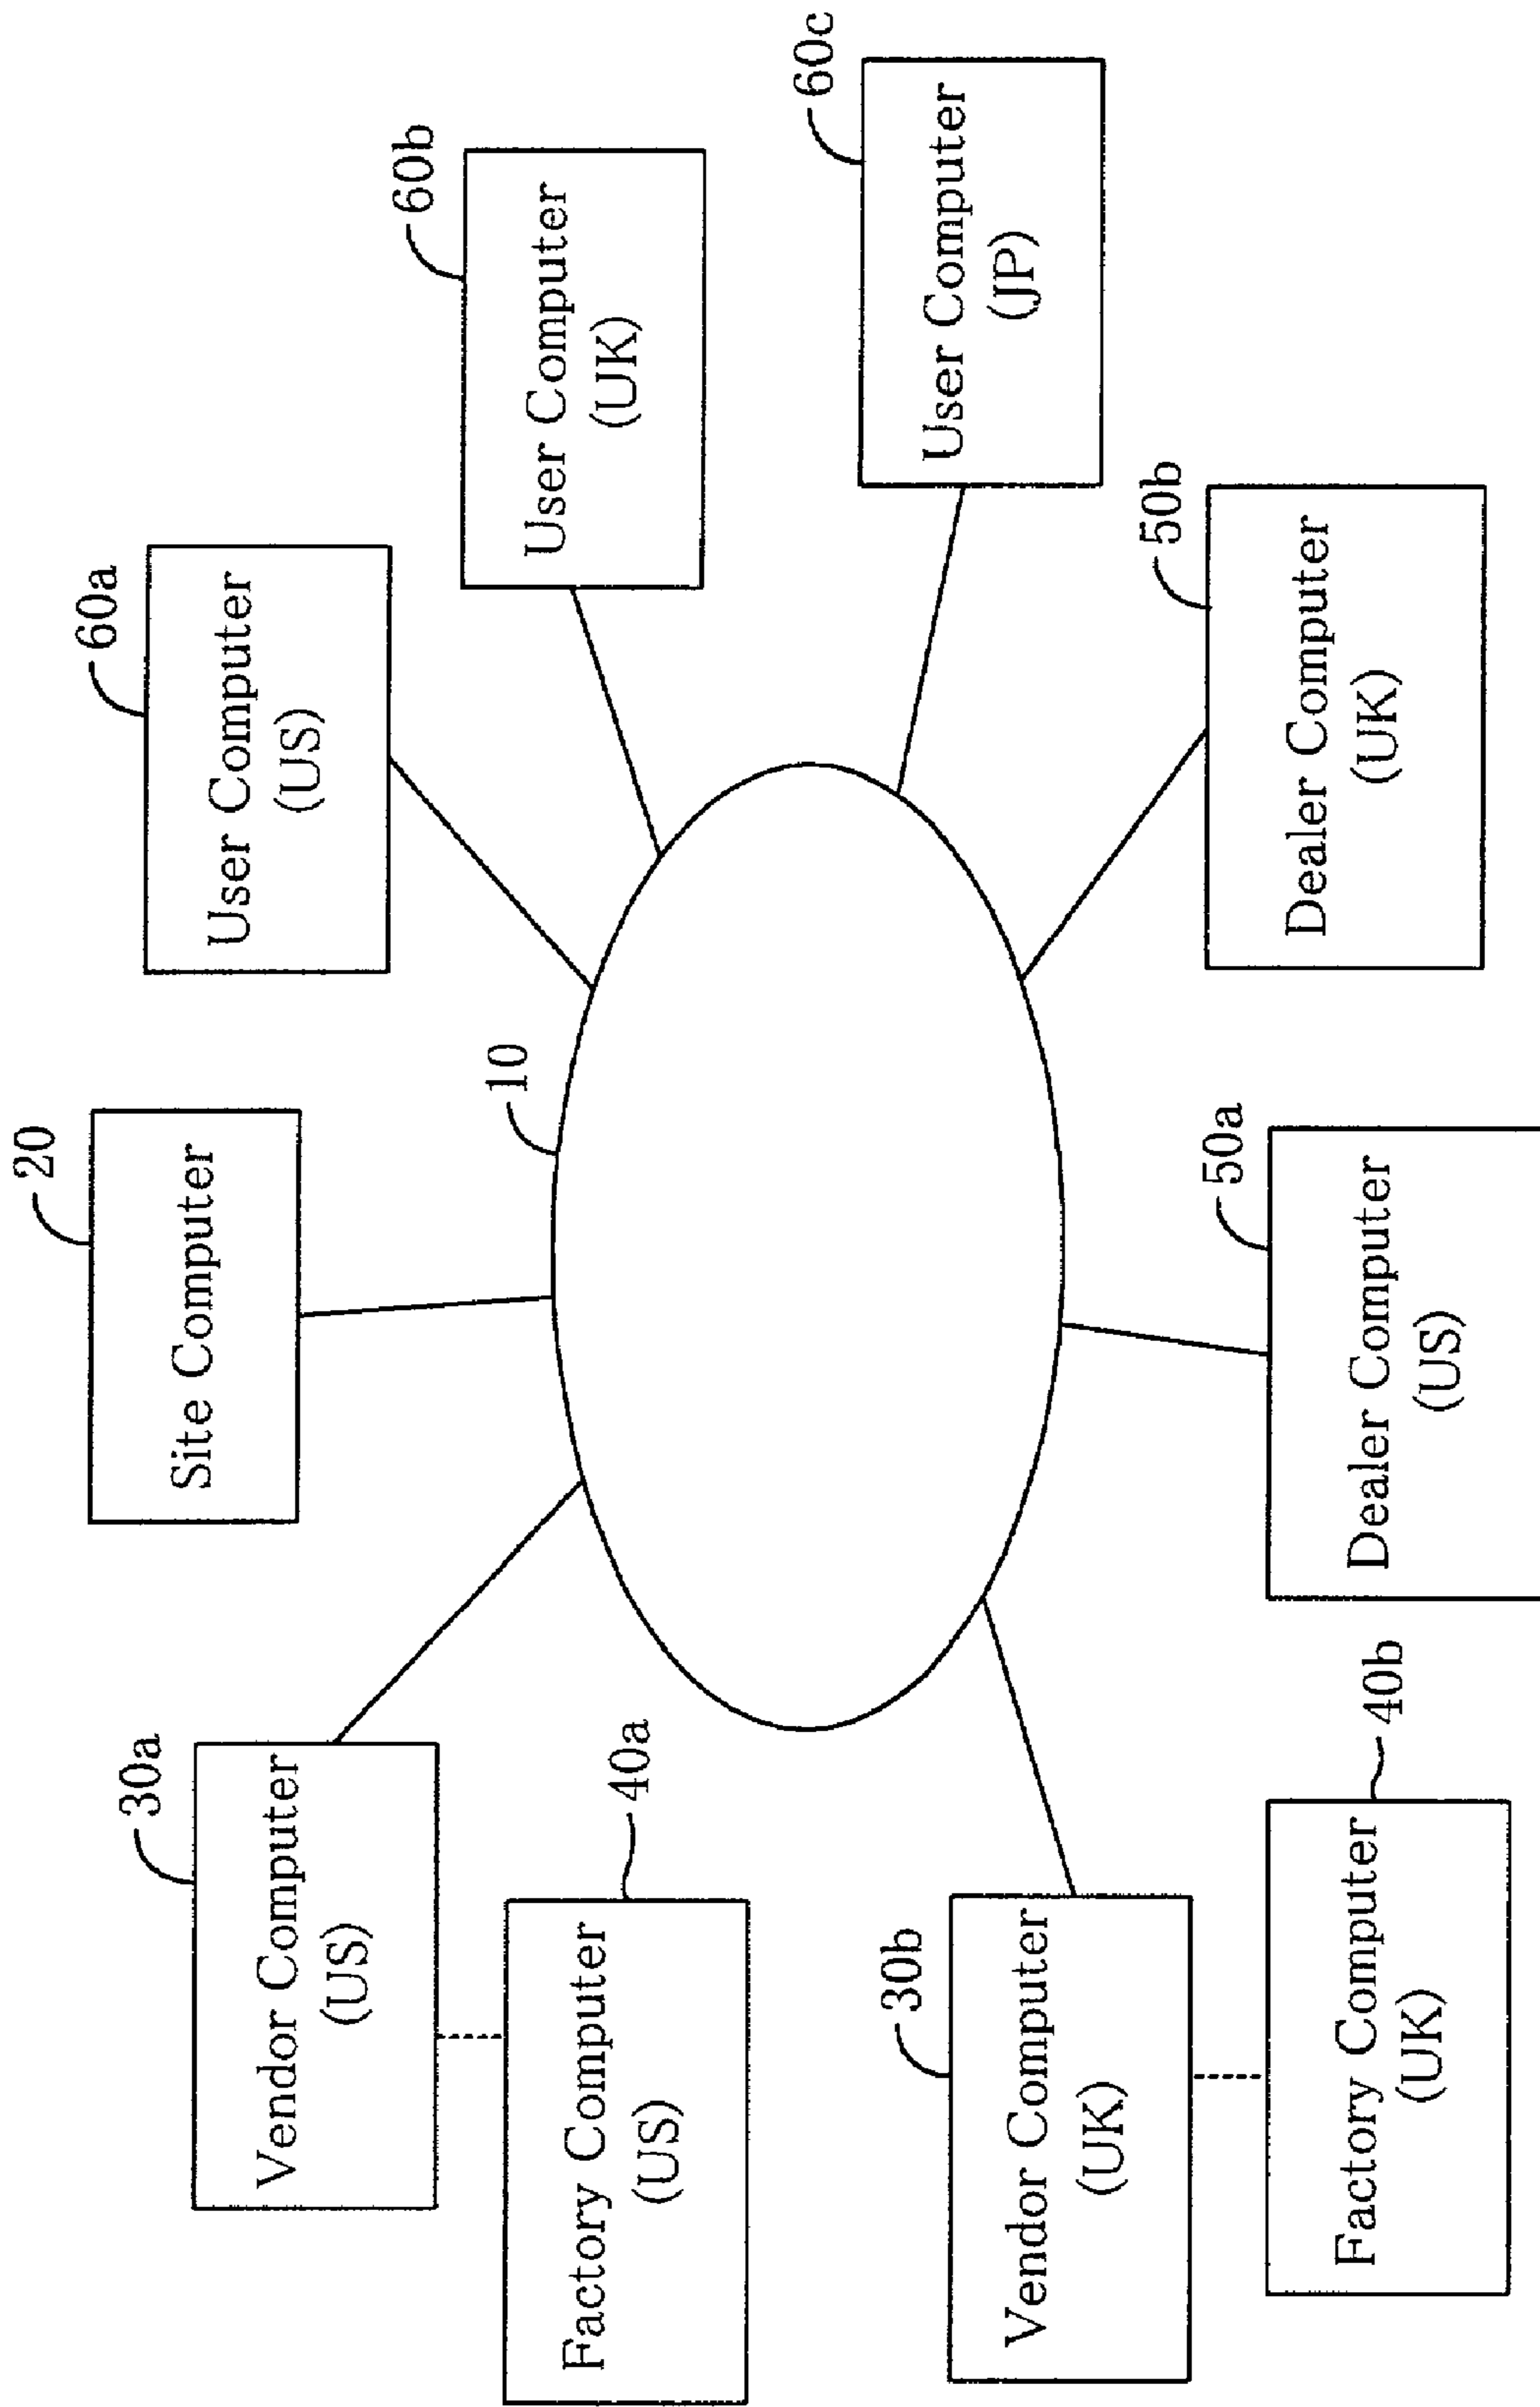 20
Site Computer
60a
User Computer
(US)
60b
User Computer
(UK)
60c
User Computer
(JP)
30a
Vendor Computer
(US)
40a
Factory Computer
(US)
10
30b
Vendor Computer
(UK)
40b
Factory Computer
(UK)
50a
Dealer Computer
(US)
50b
Dealer Computer
(UK)